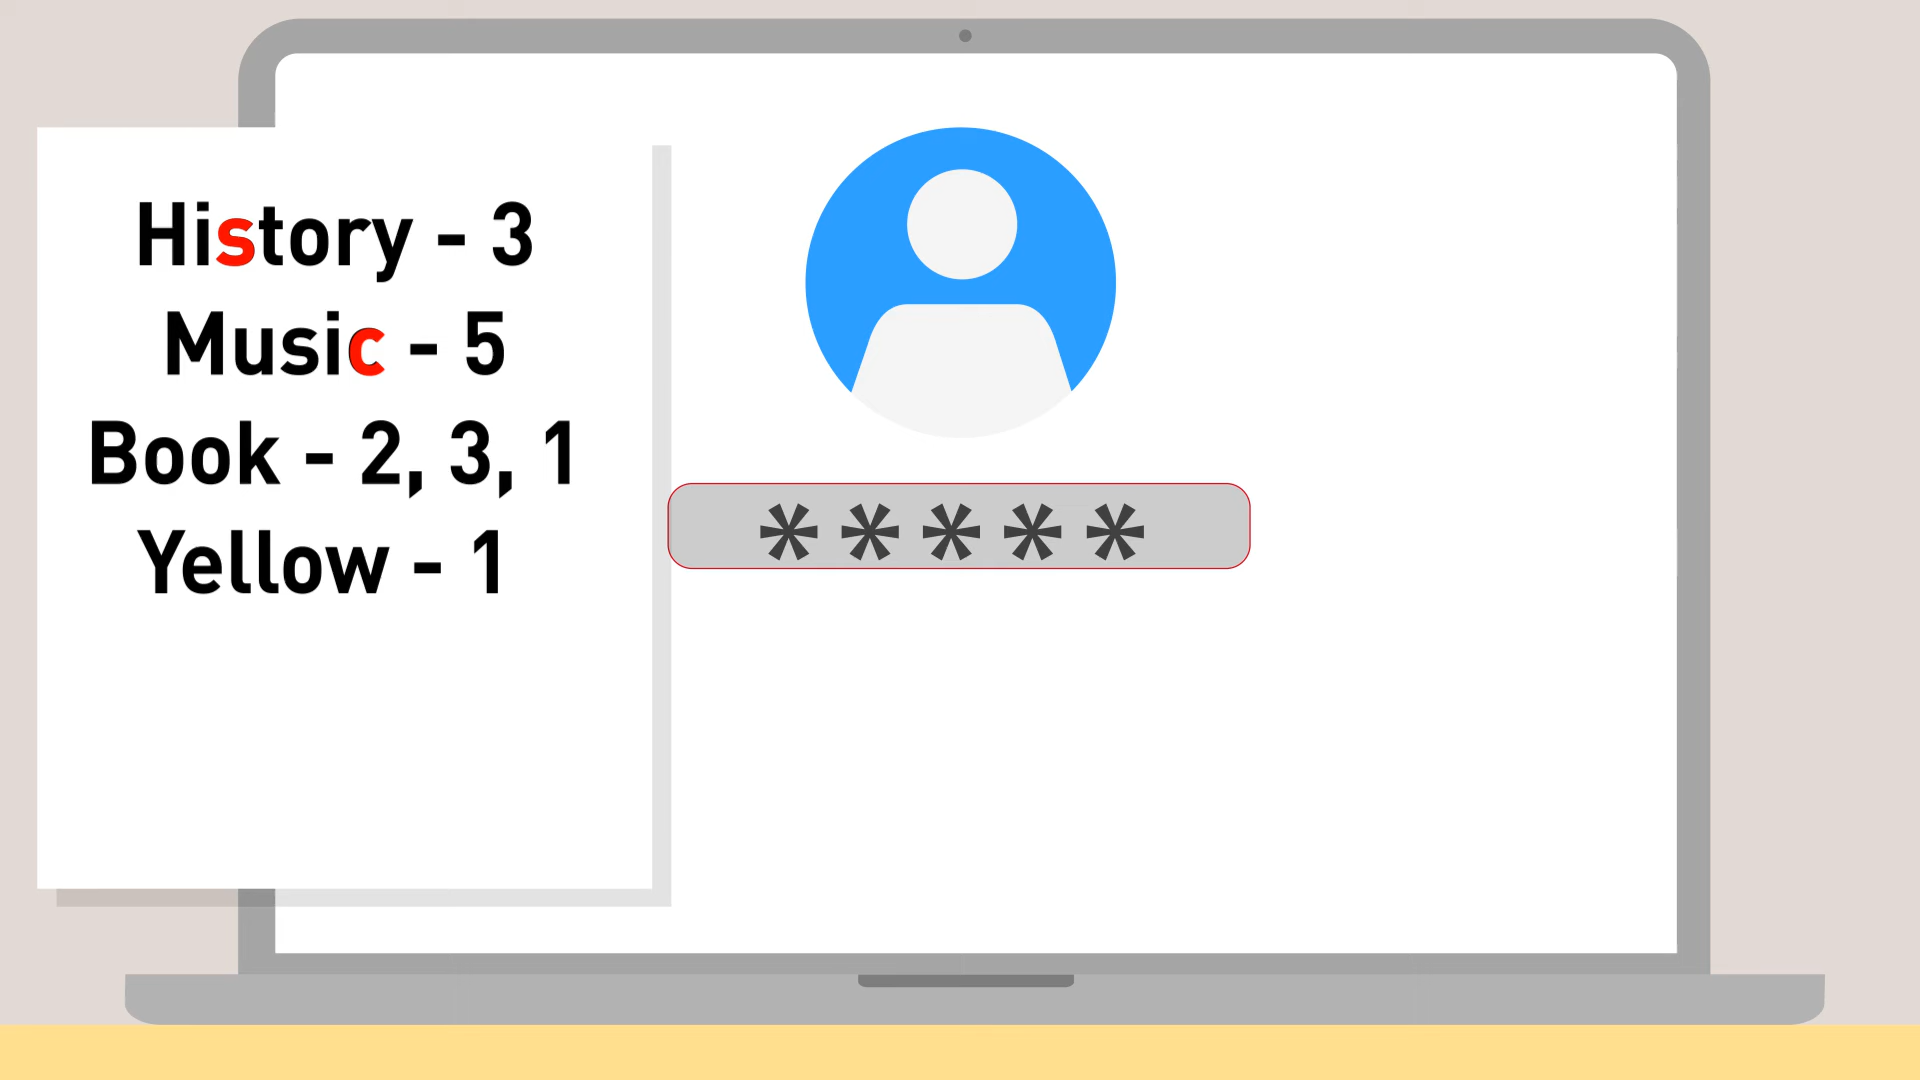 History - 3
Music - 5
Book - 2, 3, 1
Yellow - 1
* * * * *